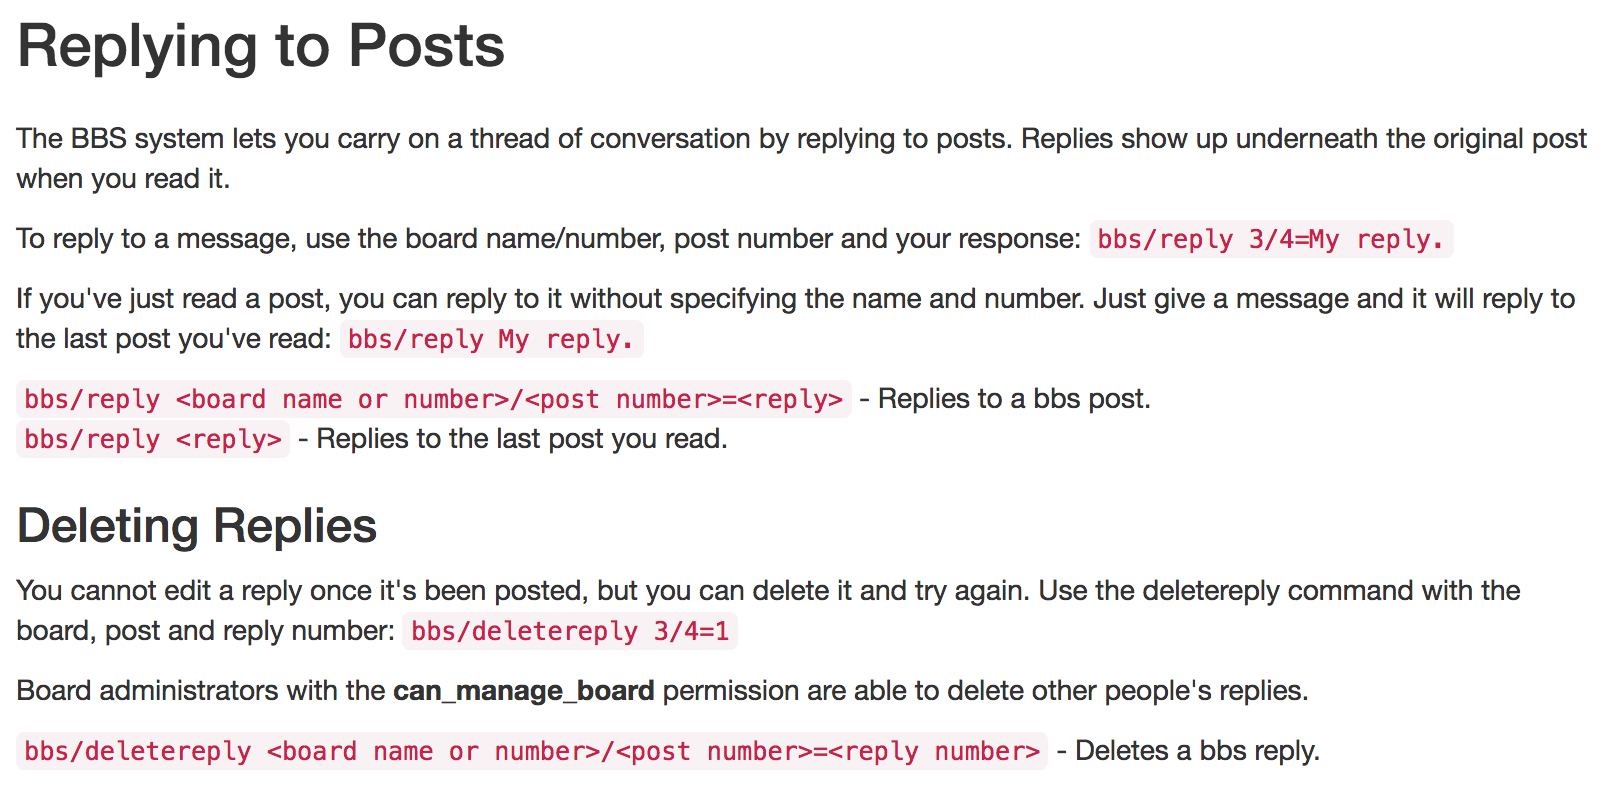 Replying to Posts
The BBS system lets you carry on a thread of conversation by replying to posts. Replies show up underneath the original post
when you read it.
To reply to a message, use the board name/number, post number and your response: bbs/reply 3/4=My reply.
If you've just read a post, you can reply to it without specifying the name and number. Just give a message and it will reply to
the last post you've read: bbs/reply My reply.
bbs/reply <board name or number>/<post number>=<reply> - Replies to a bbs post.
bbs/reply <reply> - Replies to the last post you read.
Deleting Replies
You cannot edit a reply once it's been posted, but you can delete it and try again. Use the deletereply command with the
board, post and reply number: bbs/deletereply 3/4=1
Board administrators with the can_manage_board permission are able to delete other people's replies.
bbs/deletereply <board name or number>/<post number>=<reply number> - Deletes a bbs reply.